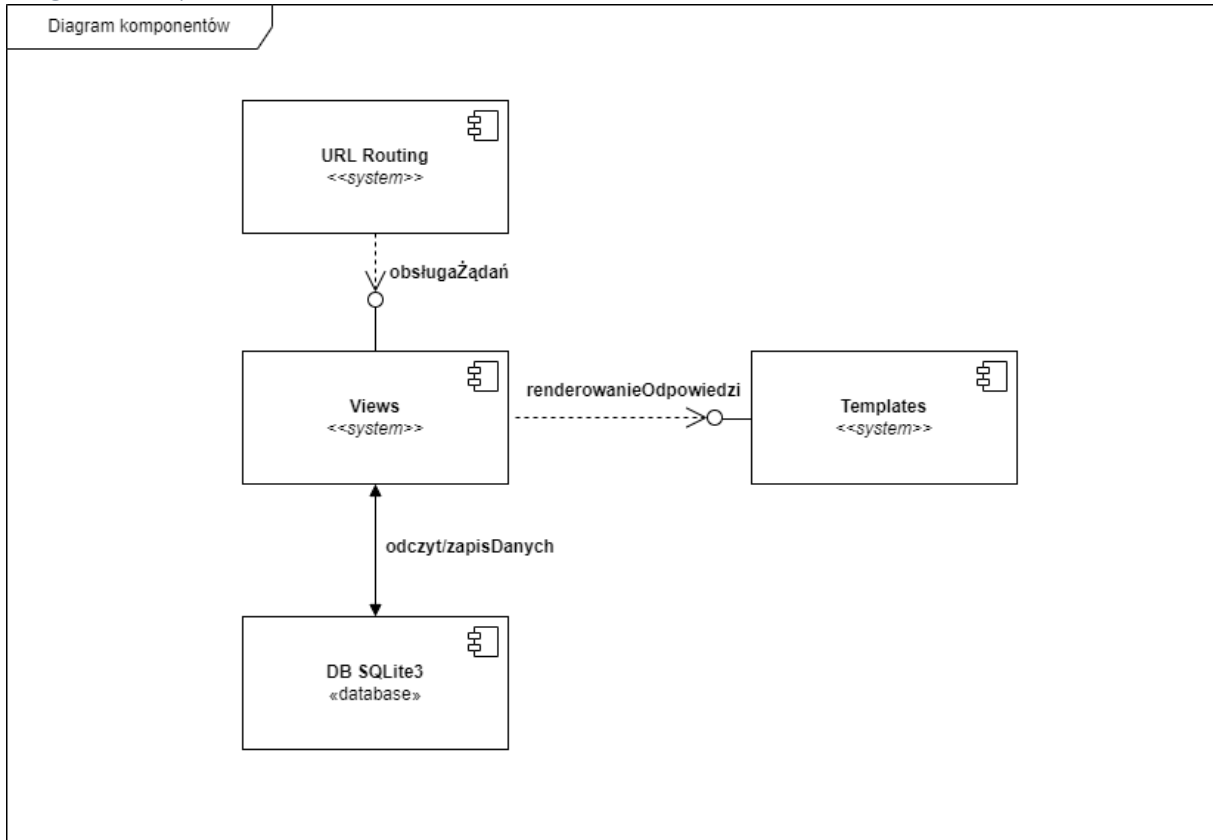 Diagram komponentów
URL Routing
<<system>>
obsługaŻądań
Views
<<system>>
renderowanieOdpowiedzi
Templates
<<system>>
odczyt/zapisDanych
DB SQLite3
«database»